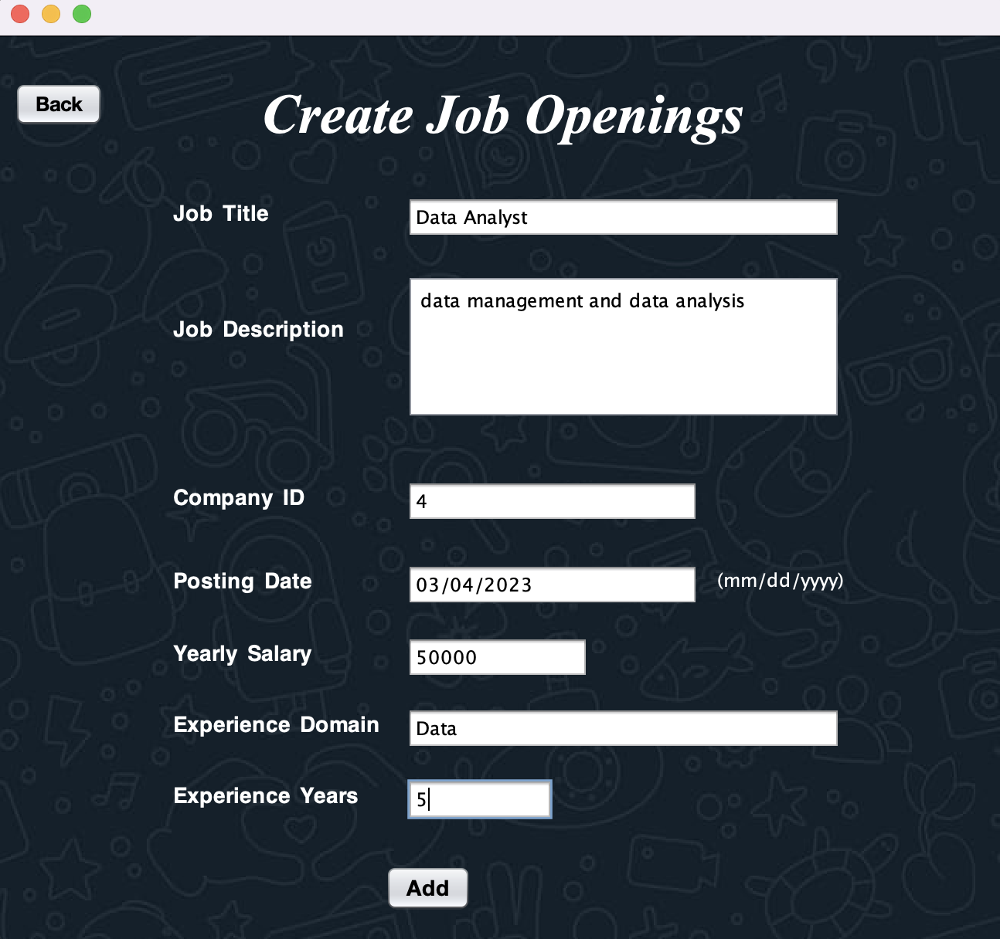 Back
Create Job Openings
Job Title
Data Analyst
Job Description
data management and data analysis
Company ID
4
Posting Date
03/04/2023
(mm/dd/yyyy)
Yearly Salary
50000
Experience Domain
Data
Experience Years
5
Add